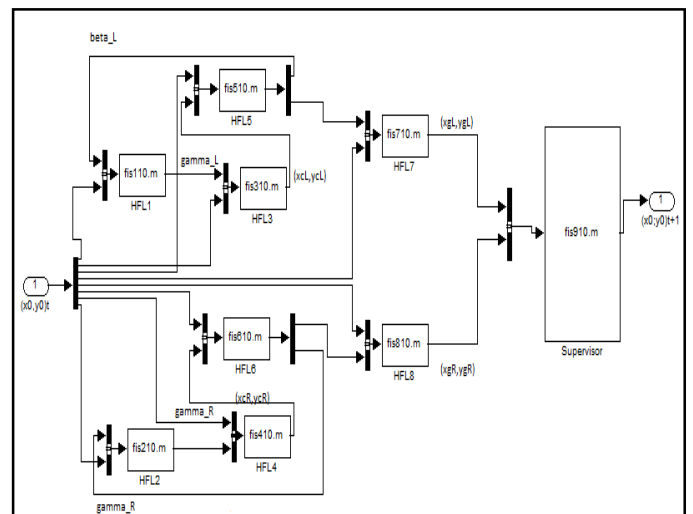 beta_L
fis510.m
HFL5
fis110.m
HFL1
gamma_L
fis310.m
HFL3
(xcL,ycL)
fis710.m
HFL7
(xgL,ygL)
fis910.m
Supervisor
1
(x0;y0)t+1
1
(x0,y0)t
fis610.m
HFL6
fis810.m
HFL8
(xgR,ygR)
(xcR,ycR)
gamma_R
fis410.m
HFL4
fis210.m
HFL2
gamma_R